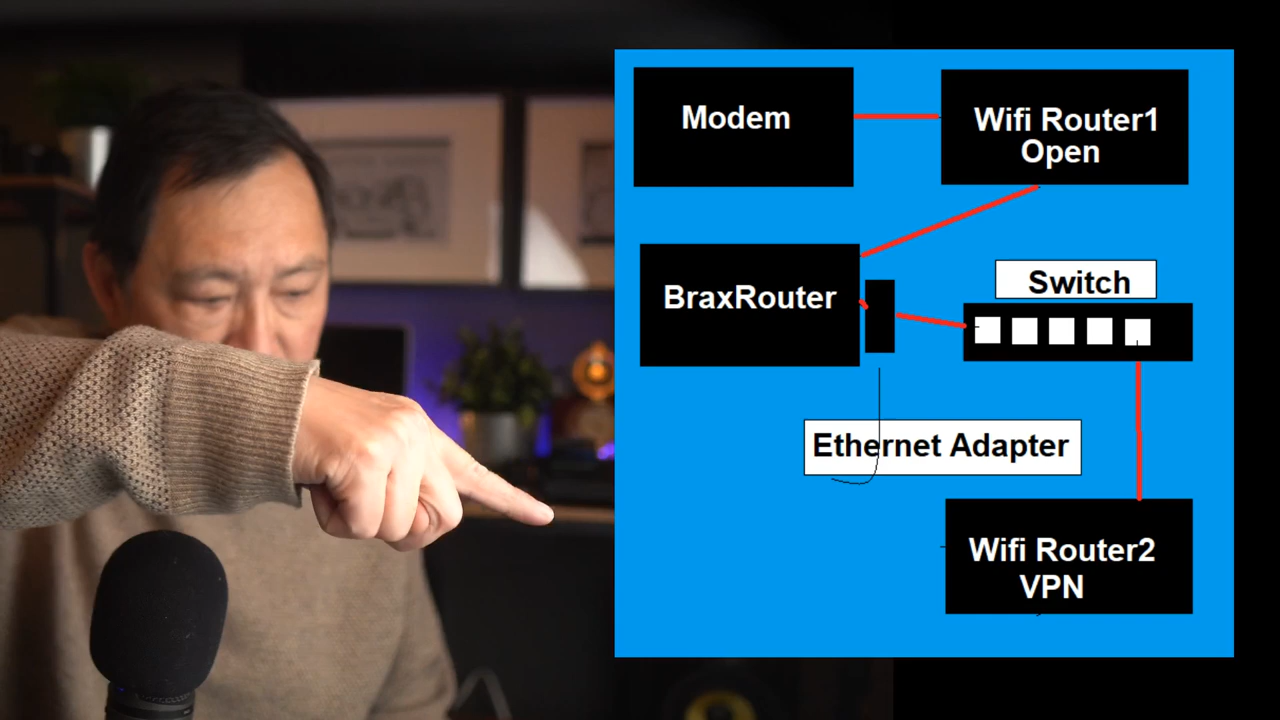 Modem
Wifi Router1
Open
BraxRouter
Switch
Ethernet Adapter
Wifi Router2
VPN